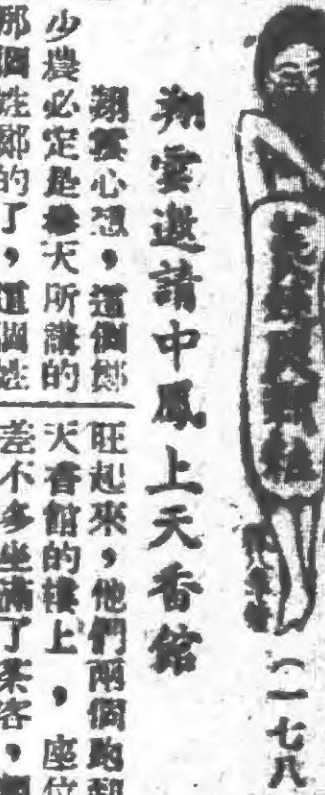 （一七八
翔雲邀請中鳳上天香館
翔雲心想，這個鄭
少農必定是天所講的
那個姓鄭的了，這個姓
旺起來，他們兩個跑到
天香館的樓上，座位
差不多坐滿了茶客，